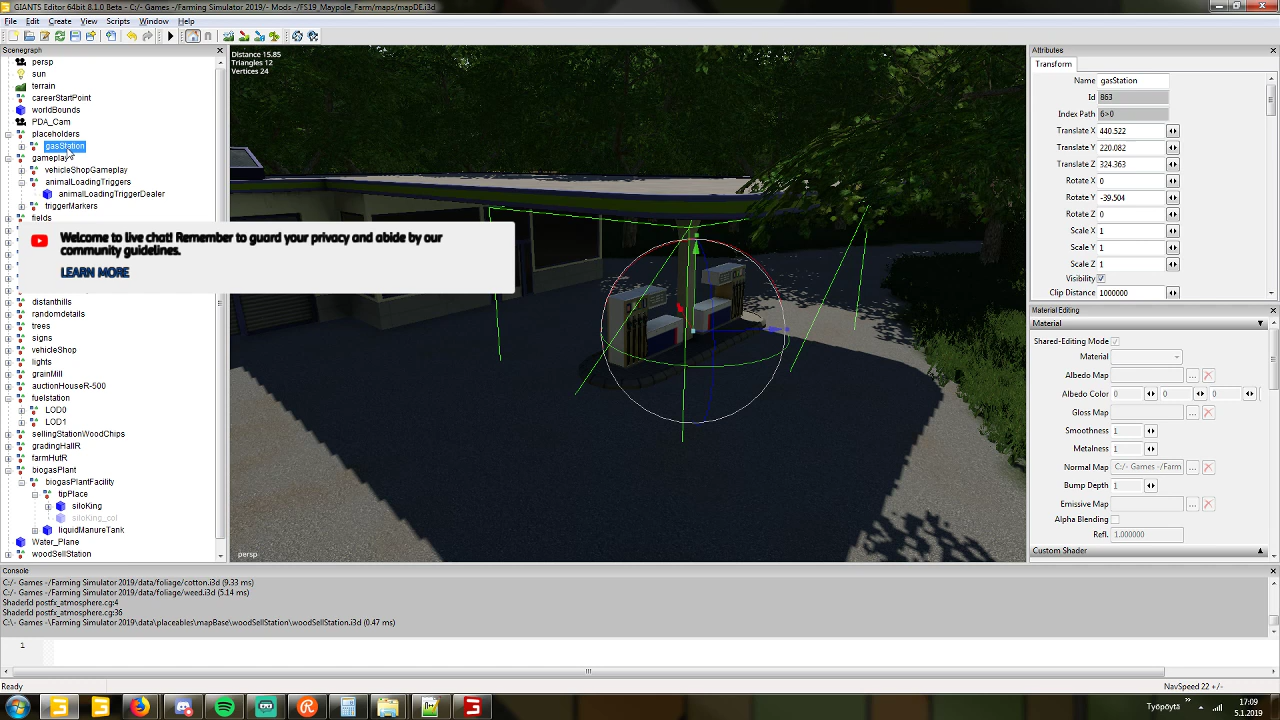 GIANTS Editor 64bit 8.1.0 Beta - C:/- Games -/Farming Simulator 2019/- Mods -/FS19_Maypole_Farm/maps/mapDE.i3d
File Edit Create View Scripts Window Help
Scenegraph
persp
sun
terrain
careerStartPoint
worldBounds
PDA_Cam
placeholders
gasStation
gameplay
vehicleShopGameplay
animalLoadingTriggers
animalLoadingTriggerDealer
triggerMarkers
fields
Welcome to live chat! Remember to guard your privacy and abide by our
community guidelines.
LEARN MORE
distanthills
randomdetails
trees
signs
vehicleShop
lights
grainMill
auctionHouseR-500
fuelstation
LOD0
LOD1
sellingStationWoodChips
gradingHallR
farmHutR
biogasPlant
biogasPlantFacility
tipPlace
siloKing
siloKing_col
liquidManureTank
Water_Plane
woodSellStation
Distance 15.85
Triangles 12
Vertices 24
persp
Attributes
Transform
Name gasStation
Id 863
Index Path 6>0
Translate X 440.522
Translate Y 220.082
Translate Z 324.363
Rotate X 0
Rotate Y -39.504
Rotate Z 0
Scale X 1
Scale Y 1
Scale Z 1
Visibility
Clip Distance 1000000
Material Editing
Material
Shared-Editing Mode
Material
Albedo Map ...
Albedo Color 0 0 0
Gloss Map ...
Smoothness 1
Metalness 1
Normal Map C:/- Games -/Farm ...
Bump Depth 1
Emissive Map ...
Alpha Blending
Refl. 1.000000
Custom Shader
Console
C:/- Games -/Farming Simulator 2019/data/foliage/cotton.i3d (9.33 ms)
C:/- Games -/Farming Simulator 2019/data/foliage/weed.i3d (5.14 ms)
ShaderId postfx_atmosphere.cg:4
ShaderId postfx_atmosphere.cg:36
C:/- Games -\Farming Simulator 2019\data\placeables\mapBase\woodSellStation\woodSellStation.i3d (0.47 ms)
1
Ready
NavSpeed 22 +/-
Työpöytä
17:09
5.1.2019